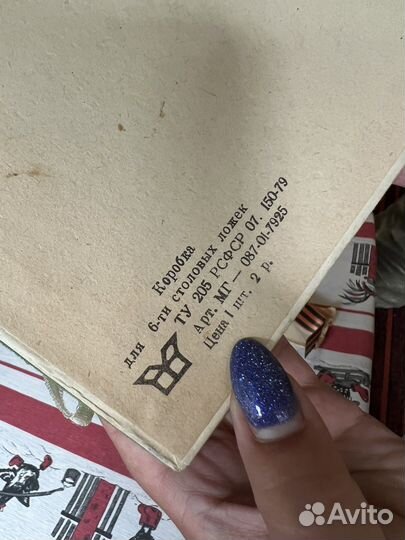 Коробка
для 6-ти столовых ложек
ТУ 205 РСФСР 07. 150-79
Арт. МГ — 087-01-7925
Цена 1 шт. 2 р.
Avito